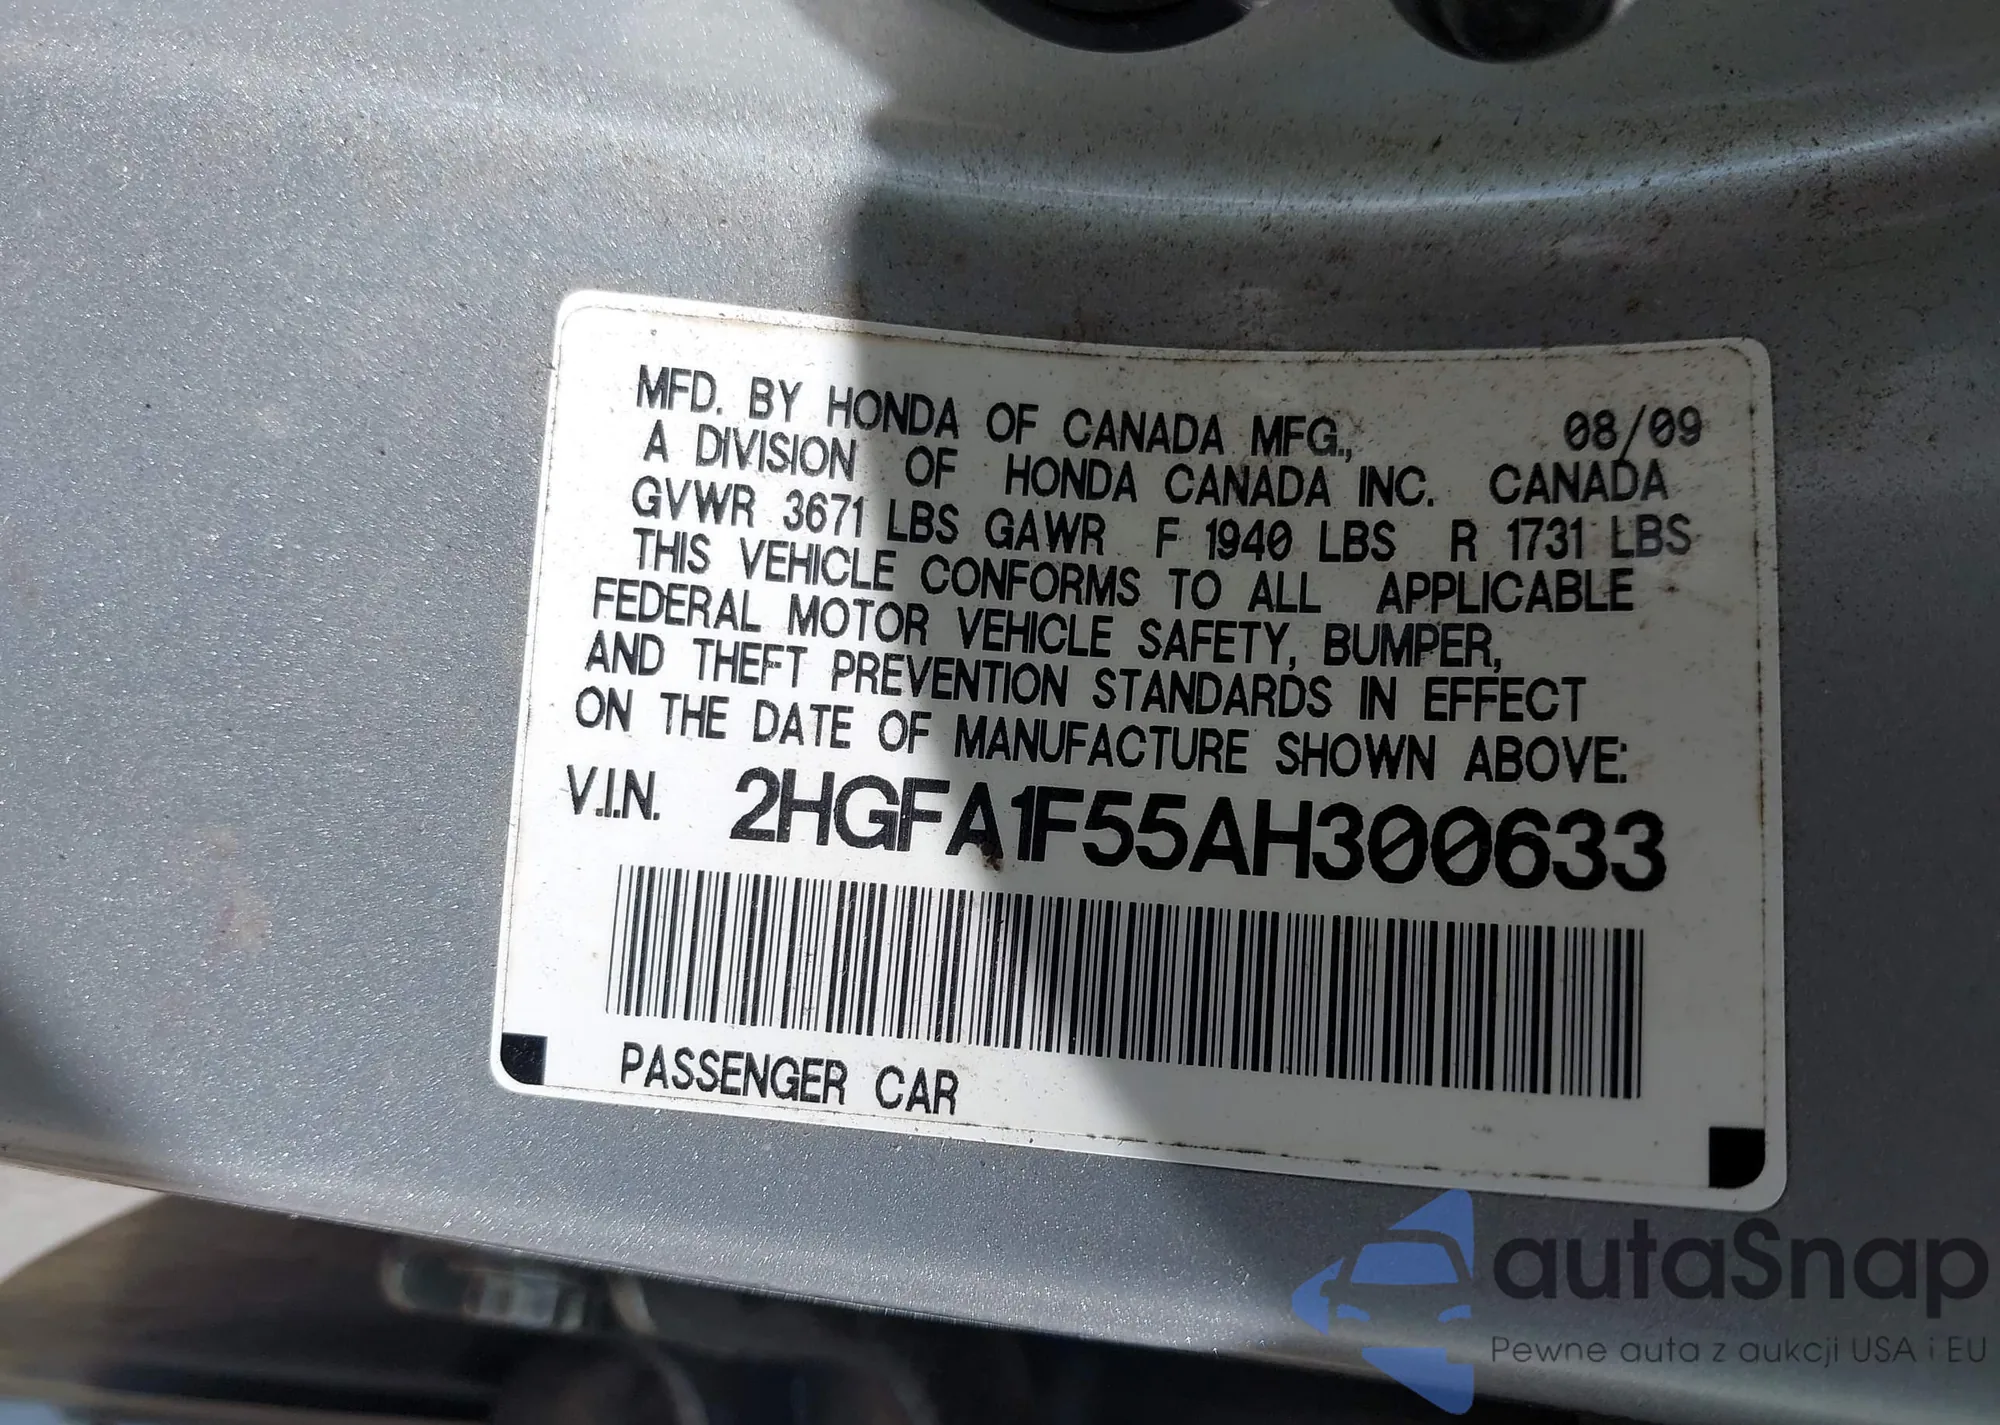 MFD. BY HONDA OF CANADA MFG., 08/09
A DIVISION OF HONDA CANADA INC. CANADA
GVWR 3671 LBS GAWR F 1940 LBS R 1731 LBS
THIS VEHICLE CONFORMS TO ALL APPLICABLE
FEDERAL MOTOR VEHICLE SAFETY, BUMPER,
AND THEFT PREVENTION STANDARDS IN EFFECT
ON THE DATE OF MANUFACTURE SHOWN ABOVE:
V.I.N. 2HGFA1F55AH300633
PASSENGER CAR
autaSnap
Pewne auta z aukcji USA i EU